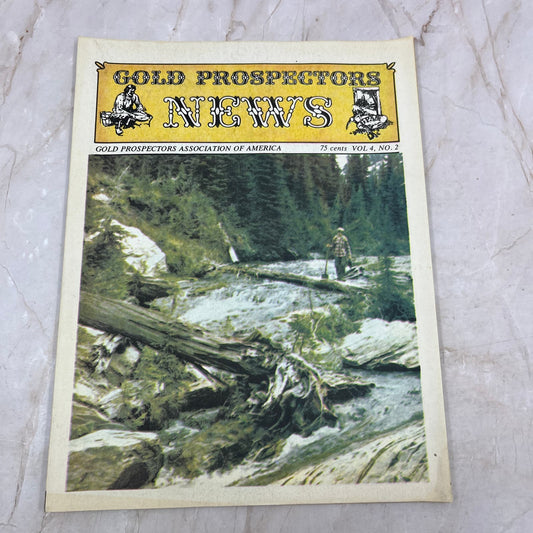 GOLD PROSPECTORS
NEWS
GOLD PROSPECTORS ASSOCIATION OF AMERICA 75 cents VOL 4, NO. 2